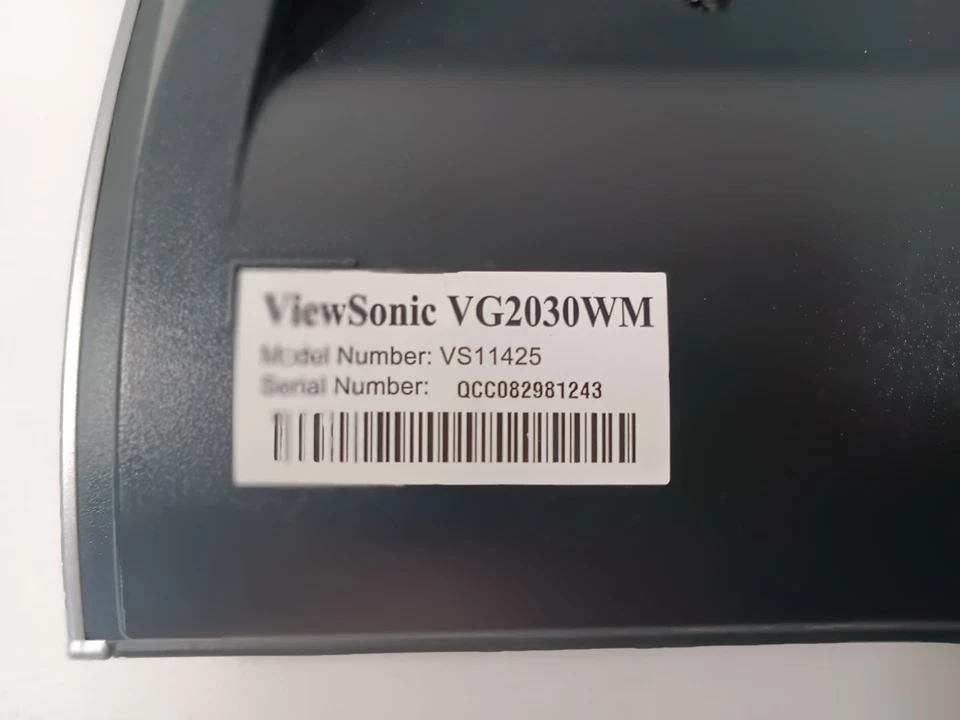 ViewSonic VG2030WM
Model Number: VS11425
Serial Number: QCC082981243